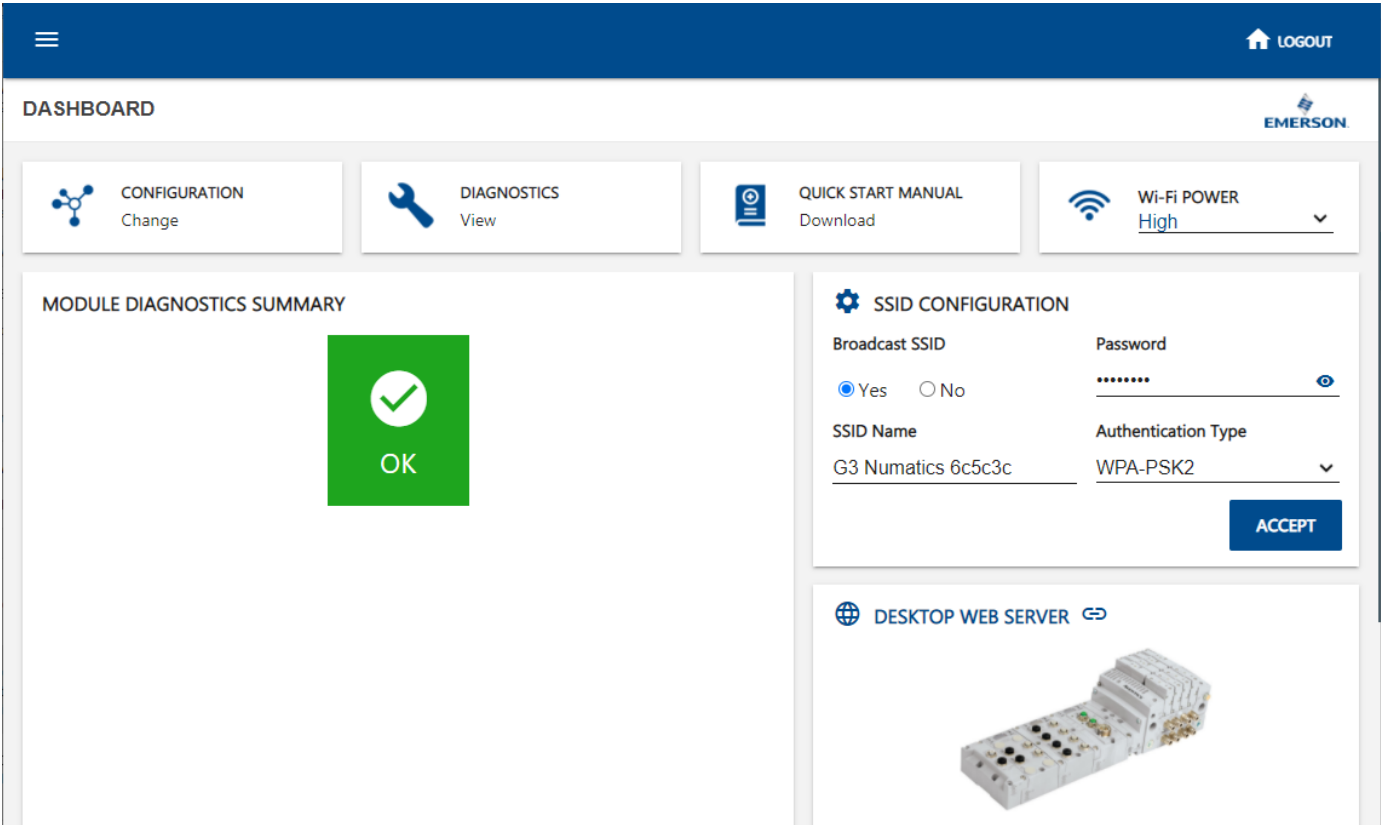 LOGOUT
DASHBOARD
EMERSON.
CONFIGURATION
Change
DIAGNOSTICS
View
QUICK START MANUAL
Download
Wi-Fi POWER
High
MODULE DIAGNOSTICS SUMMARY
OK
SSID CONFIGURATION
Broadcast SSID
Password
Yes No
••••••••
SSID Name
Authentication Type
G3 Numatics 6c5c3c
WPA-PSK2
ACCEPT
DESKTOP WEB SERVER